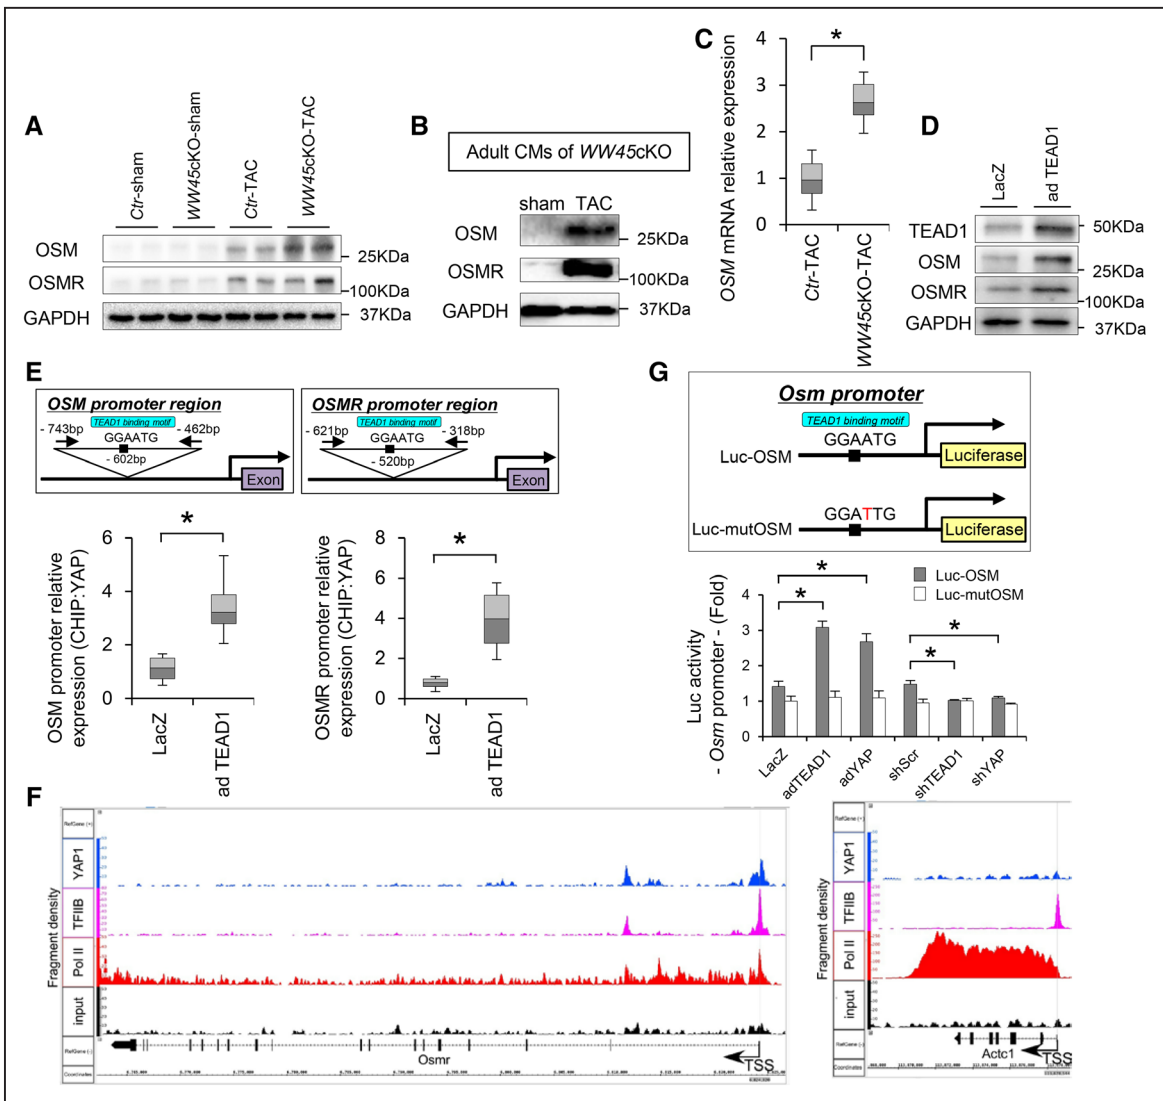 A
Ctr-sham
WW45cKO-sham
Ctr-TAC
WW45cKO-TAC
OSM
25KDa
OSMR
100KDa
GAPDH
37KDa
B
Adult CMs of WW45cKO
sham TAC
OSM
25KDa
OSMR
100KDa
GAPDH
37KDa
C
OSM mRNA relative expression
4
3
2
1
0
*
Ctr-TAC
WW45cKO-TAC
D
LacZ
ad TEAD1
TEAD1
50KDa
OSM
25KDa
OSMR
100KDa
GAPDH
37KDa
E
OSM promoter region
TEAD1 binding motif
- 743bp
GGAATG
- 462bp
- 602bp
Exon
OSMR promoter region
TEAD1 binding motif
- 621bp
GGAATG
- 318bp
- 520bp
Exon
OSM promoter relative
expression (CHIP:YAP)
6
4
2
0
*
LacZ
ad TEAD1
OSMR promoter relative
expression (CHIP:YAP)
8
6
4
2
0
*
LacZ
ad TEAD1
G
Osm promoter
TEAD1 binding motif
GGAATG
Luc-OSM
Luciferase
GGATTG
Luc-mutOSM
Luciferase
Luc activity
- Osm promoter - (Fold)
4
3
2
1
0
*
*
*
*
Luc-OSM
Luc-mutOSM
LacZ
adTEAD1
adYAP
shScr
shTEAD1
shYAP
F
Fragment density
RefGene (+)
YAP1
TFIIB
Pol II
input
RefGene (-)
Coordinates
Osmr
TSS
Fragment density
RefGene (+)
YAP1
TFIIB
Pol II
input
RefGene (-)
Coordinates
Actc1
TSS